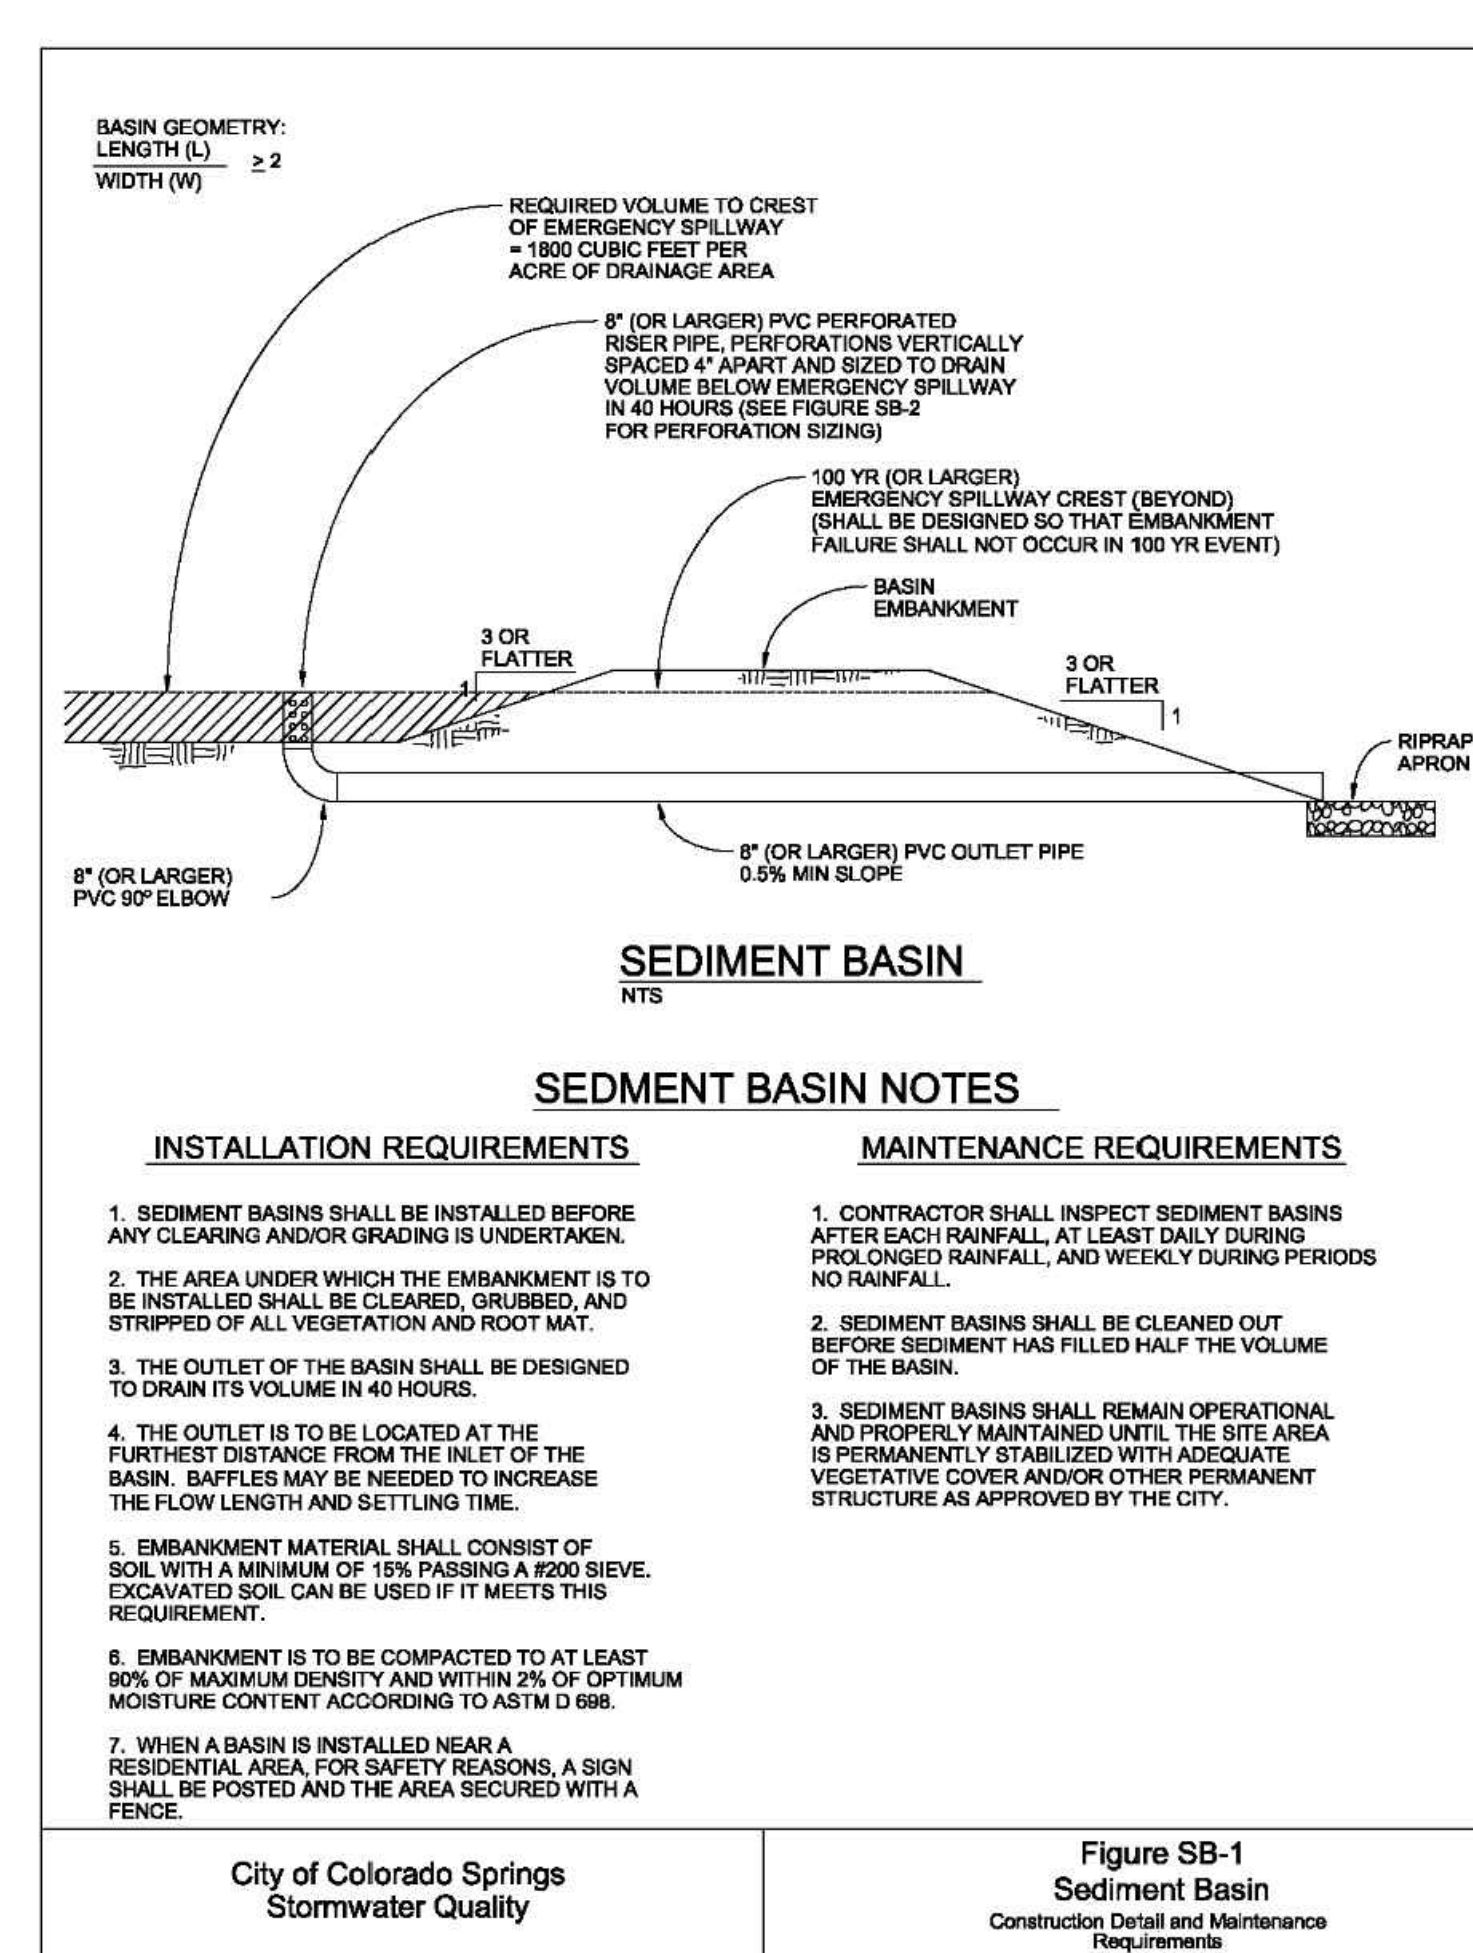 BASIN GEOMETRY:
LENGTH (L)
≥ 2
WIDTH (W)
REQUIRED VOLUME TO CREST
OF EMERGENCY SPILLWAY
= 1800 CUBIC FEET PER
ACRE OF DRAINAGE AREA
8" (OR LARGER) PVC PERFORATED
RISER PIPE, PERFORATIONS VERTICALLY
SPACED 4" APART AND SIZED TO DRAIN
VOLUME BELOW EMERGENCY SPILLWAY
IN 40 HOURS (SEE FIGURE SB-2
FOR PERFORATION SIZING)
100 YR (OR LARGER)
EMERGENCY SPILLWAY CREST (BEYOND)
(SHALL BE DESIGNED SO THAT EMBANKMENT
FAILURE SHALL NOT OCCUR IN 100 YR EVENT)
BASIN
EMBANKMENT
3 OR
FLATTER
1
3 OR
FLATTER
1
RIPRAP
APRON
8" (OR LARGER) PVC OUTLET PIPE
0.5% MIN SLOPE
8" (OR LARGER)
PVC 90º ELBOW
SEDIMENT BASIN
NTS
SEDMENT BASIN NOTES
INSTALLATION REQUIREMENTS
1. SEDIMENT BASINS SHALL BE INSTALLED BEFORE
ANY CLEARING AND/OR GRADING IS UNDERTAKEN.
2. THE AREA UNDER WHICH THE EMBANKMENT IS TO
BE INSTALLED SHALL BE CLEARED, GRUBBED, AND
STRIPPED OF ALL VEGETATION AND ROOT MAT.
3. THE OUTLET OF THE BASIN SHALL BE DESIGNED
TO DRAIN ITS VOLUME IN 40 HOURS.
4. THE OUTLET IS TO BE LOCATED AT THE
FURTHEST DISTANCE FROM THE INLET OF THE
BASIN. BAFFLES MAY BE NEEDED TO INCREASE
THE FLOW LENGTH AND SETTLING TIME.
5. EMBANKMENT MATERIAL SHALL CONSIST OF
SOIL WITH A MINIMUM OF 15% PASSING A #200 SIEVE.
EXCAVATED SOIL CAN BE USED IF IT MEETS THIS
REQUIREMENT.
6. EMBANKMENT IS TO BE COMPACTED TO AT LEAST
90% OF MAXIMUM DENSITY AND WITHIN 2% OF OPTIMUM
MOISTURE CONTENT ACCORDING TO ASTM D 698.
7. WHEN A BASIN IS INSTALLED NEAR A
RESIDENTIAL AREA, FOR SAFETY REASONS, A SIGN
SHALL BE POSTED AND THE AREA SECURED WITH A
FENCE.
MAINTENANCE REQUIREMENTS
1. CONTRACTOR SHALL INSPECT SEDIMENT BASINS
AFTER EACH RAINFALL, AT LEAST DAILY DURING
PROLONGED RAINFALL, AND WEEKLY DURING PERIODS
NO RAINFALL.
2. SEDIMENT BASINS SHALL BE CLEANED OUT
BEFORE SEDIMENT HAS FILLED HALF THE VOLUME
OF THE BASIN.
3. SEDIMENT BASINS SHALL REMAIN OPERATIONAL
AND PROPERLY MAINTAINED UNTIL THE SITE AREA
IS PERMANENTLY STABILIZED WITH ADEQUATE
VEGETATIVE COVER AND/OR OTHER PERMANENT
STRUCTURE AS APPROVED BY THE CITY.
City of Colorado Springs
Stormwater Quality
Figure SB-1
Sediment Basin
Construction Detail and Maintenance
Requirements